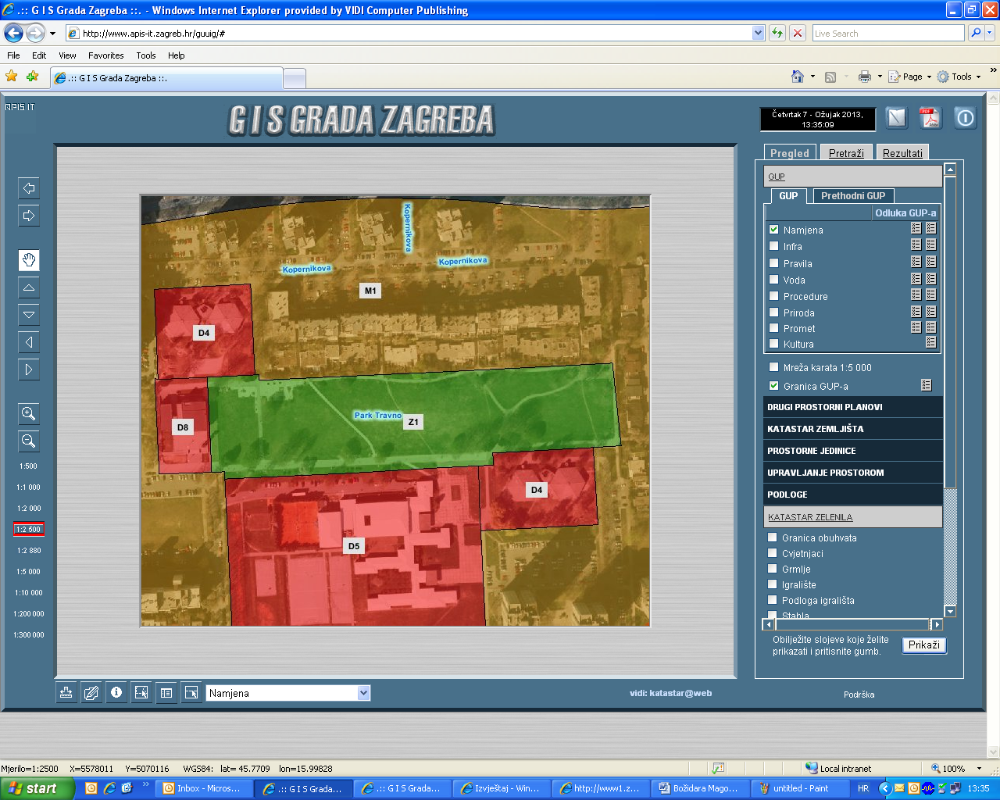 .:: G I S Grada Zagreba ::. - Windows Internet Explorer provided by VIDI Computer Publishing
http://www.apis-it.zagreb.hr/guuig/#
Live Search
File Edit View Favorites Tools Help
.:: G I S Grada Zagreba ::.
Page Tools
APIS IT
G I S GRADA ZAGREBA
Četvrtak 7 - Ožujak 2013,
13:35:09
PDF
Adobe
Pregled Pretraži Rezultati
GUP
GUP Prethodni GUP
Odluka GUP-a
Namjena
Infra
Pravila
Voda
Procedure
Priroda
Promet
Kultura
Mreža karata 1:5 000
Granica GUP-a
DRUGI PROSTORNI PLANOVI
KATASTAR ZEMLJIŠTA
PROSTORNE JEDINICE
UPRAVLJANJE PROSTOROM
PODLOGE
KATASTAR ZELENILA
Granica obuhvata
Cvjetnjaci
Grmlje
Igralište
Podloga igrališta
Stabla
Obilježite slojeve koje želite
prikazati i pritisnite gumb.
Prikaži
Kopernikova
Kopernikova
Kopernikova
M1
D4
Park Travno
Z1
D8
D4
D5
1:500
1:1 000
1:2 000
1:2 500
1:2 880
1:5 000
1:10 000
1:200 000
1:300 000
Namjena
vidi: katastar@web
Podrška
Mjerilo=1:2500 X=5578011 Y=5070116 WGS84: lat= 45.7709 lon=15.99828
Local intranet
100%
start
Inbox - Micros...
.:: G I S Grada...
.:: G I S Grada...
Izvještaj - Win...
http://www1.z...
Božidara Mago...
untitled - Paint
HR
13:35